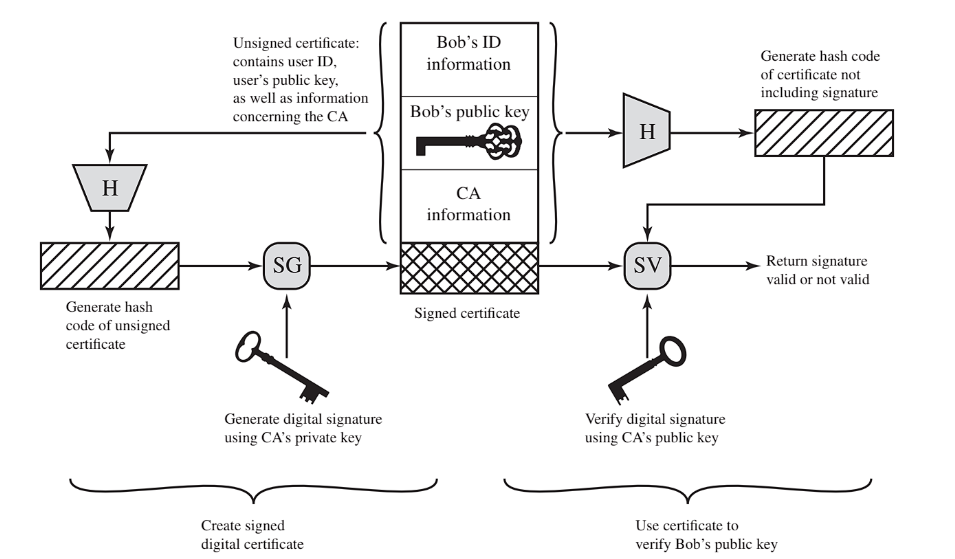 Unsigned certificate:
contains user ID,
user's public key,
as well as information
concerning the CA
Bob's ID
information
Bob's public key
CA
information
Generate hash code
of certificate not
including signature
H
H
SG
SV
Return signature
valid or not valid
Generate hash
code of unsigned
certificate
Signed certificate
Generate digital signature
using CA's private key
Verify digital signature
using CA's public key
Create signed
digital certificate
Use certificate to
verify Bob's public key